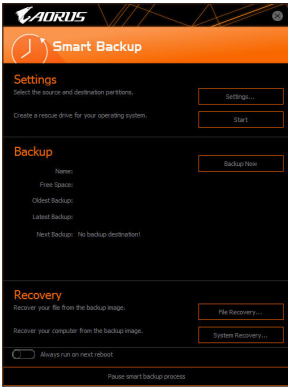 AORUS
Smart Backup
Settings
Select the source and destination partitions.
Settings...
Create a rescue drive for your operating system.
Start
Backup
Backup Now
Name:
Free Space:
Oldest Backup:
Latest Backup:
Next Backup: No backup destination!
Recovery
Recover your file from the backup image.
File Recovery...
Recover your computer from the backup image.
System Recovery...
Always run on next reboot
Pause smart backup process